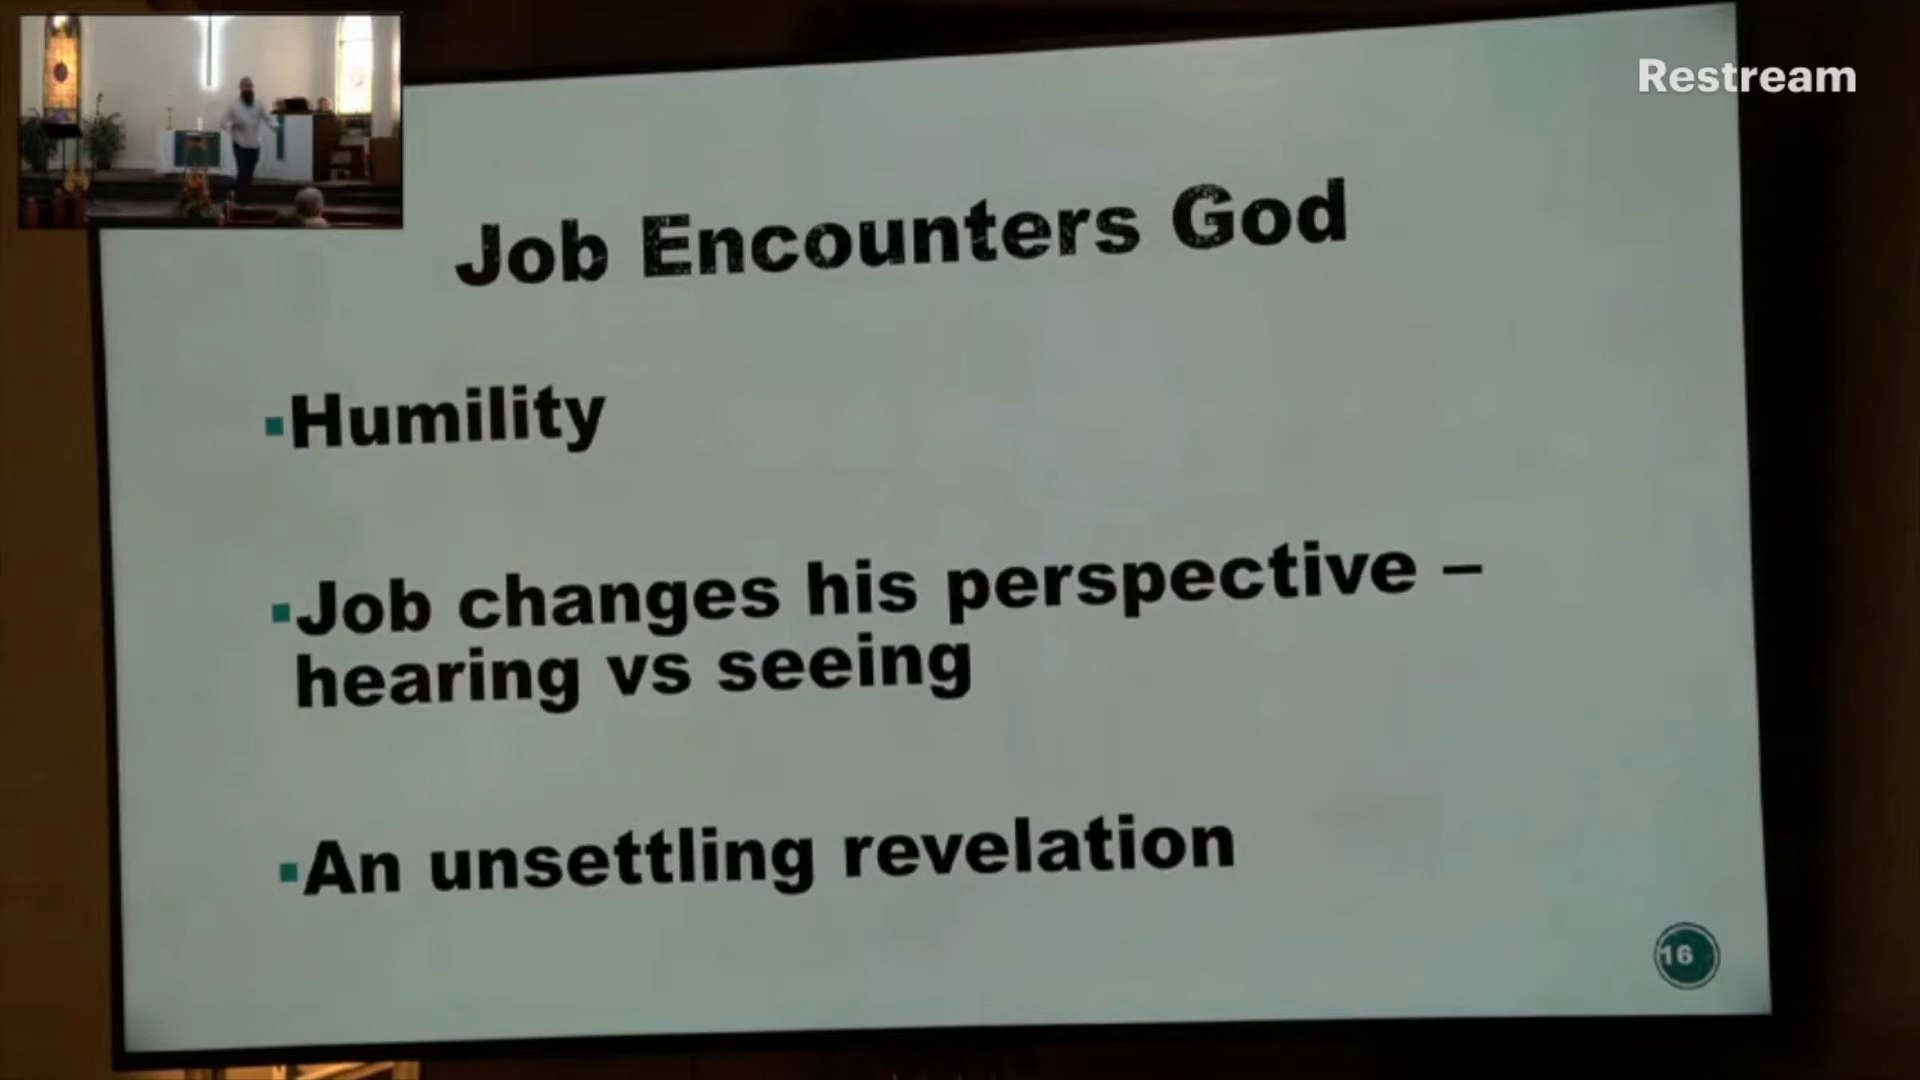 Restream
Job Encounters God
▪Humility
▪Job changes his perspective –
hearing vs seeing
▪An unsettling revelation
16